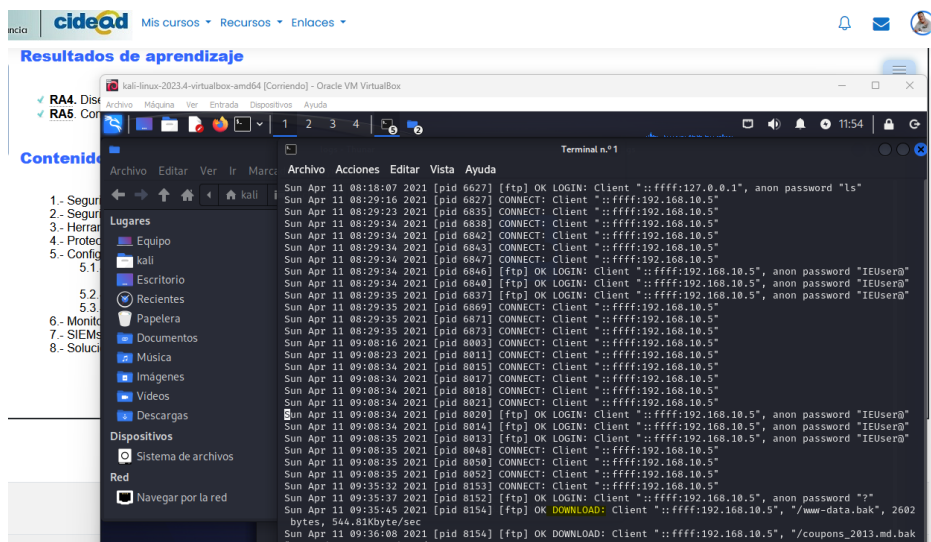 ncia
cidead
Mis cursos
Recursos
Enlaces
Resultados de aprendizaje
RA4. Dise
RA5. Con
Contenido
1.- Seguri
2.- Seguri
3.- Herrar
4.- Protec
5.- Config
5.1.
5.2.
5.3.
6.- Monito
7.- SIEMs
8.- Soluci
kali-linux-2023.4-virtualbox-amd64 [Corriendo] - Oracle VM VirtualBox
Archivo Máquina Ver Entrada Dispositivos Ayuda
1 2 3 4
6
2
11:54
Archivo Editar Ver Ir Marca
kali
Lugares
Equipo
kali
Escritorio
Recientes
Papelera
Documentos
Música
Imágenes
Vídeos
Descargas
Dispositivos
Sistema de archivos
Red
Navegar por la red
Terminal n.º 1
Archivo Acciones Editar Vista Ayuda
Sun Apr 11 08:18:07 2021 [pid 6627] [ftp] OK LOGIN: Client "::ffff:127.0.0.1", anon password "ls"
Sun Apr 11 08:29:16 2021 [pid 6827] CONNECT: Client "::ffff:192.168.10.5"
Sun Apr 11 08:29:23 2021 [pid 6835] CONNECT: Client "::ffff:192.168.10.5"
Sun Apr 11 08:29:34 2021 [pid 6838] CONNECT: Client "::ffff:192.168.10.5"
Sun Apr 11 08:29:34 2021 [pid 6842] CONNECT: Client "::ffff:192.168.10.5"
Sun Apr 11 08:29:34 2021 [pid 6843] CONNECT: Client "::ffff:192.168.10.5"
Sun Apr 11 08:29:34 2021 [pid 6847] CONNECT: Client "::ffff:192.168.10.5"
Sun Apr 11 08:29:34 2021 [pid 6846] [ftp] OK LOGIN: Client "::ffff:192.168.10.5", anon password "IEUser@"
Sun Apr 11 08:29:34 2021 [pid 6840] [ftp] OK LOGIN: Client "::ffff:192.168.10.5", anon password "IEUser@"
Sun Apr 11 08:29:35 2021 [pid 6837] [ftp] OK LOGIN: Client "::ffff:192.168.10.5", anon password "IEUser@"
Sun Apr 11 08:29:35 2021 [pid 6869] CONNECT: Client "::ffff:192.168.10.5"
Sun Apr 11 08:29:35 2021 [pid 6871] CONNECT: Client "::ffff:192.168.10.5"
Sun Apr 11 08:29:35 2021 [pid 6873] CONNECT: Client "::ffff:192.168.10.5"
Sun Apr 11 09:08:16 2021 [pid 8003] CONNECT: Client "::ffff:192.168.10.5"
Sun Apr 11 09:08:23 2021 [pid 8011] CONNECT: Client "::ffff:192.168.10.5"
Sun Apr 11 09:08:34 2021 [pid 8015] CONNECT: Client "::ffff:192.168.10.5"
Sun Apr 11 09:08:34 2021 [pid 8017] CONNECT: Client "::ffff:192.168.10.5"
Sun Apr 11 09:08:34 2021 [pid 8018] CONNECT: Client "::ffff:192.168.10.5"
Sun Apr 11 09:08:34 2021 [pid 8021] CONNECT: Client "::ffff:192.168.10.5"
Sun Apr 11 09:08:34 2021 [pid 8020] [ftp] OK LOGIN: Client "::ffff:192.168.10.5", anon password "IEUser@"
Sun Apr 11 09:08:34 2021 [pid 8014] [ftp] OK LOGIN: Client "::ffff:192.168.10.5", anon password "IEUser@"
Sun Apr 11 09:08:35 2021 [pid 8013] [ftp] OK LOGIN: Client "::ffff:192.168.10.5", anon password "IEUser@"
Sun Apr 11 09:08:35 2021 [pid 8048] CONNECT: Client "::ffff:192.168.10.5"
Sun Apr 11 09:08:35 2021 [pid 8050] CONNECT: Client "::ffff:192.168.10.5"
Sun Apr 11 09:08:35 2021 [pid 8052] CONNECT: Client "::ffff:192.168.10.5"
Sun Apr 11 09:35:32 2021 [pid 8153] CONNECT: Client "::ffff:192.168.10.5"
Sun Apr 11 09:35:37 2021 [pid 8152] [ftp] OK LOGIN: Client "::ffff:192.168.10.5", anon password "?"
Sun Apr 11 09:35:45 2021 [pid 8154] [ftp] OK DOWNLOAD: Client "::ffff:192.168.10.5", "/www-data.bak", 2602
bytes, 544.81Kbyte/sec
Sun Apr 11 09:36:08 2021 [pid 8154] [ftp] OK DOWNLOAD: Client "::ffff:192.168.10.5", "/coupons_2013.md.bak